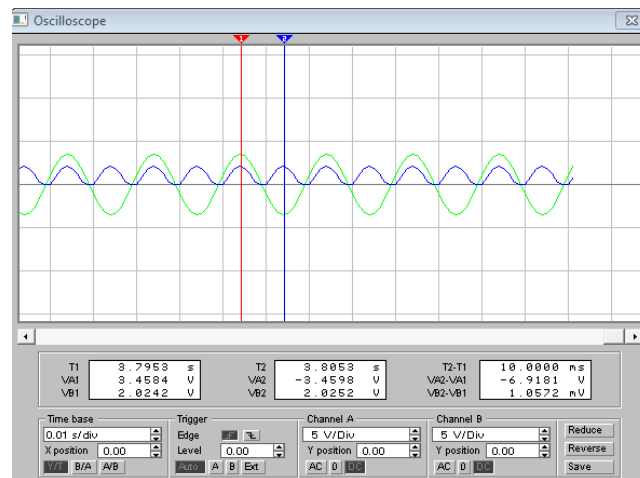 Oscilloscope
1 2
T1 3.7953 s T2 3.8053 s T2-T1 10.0000 ms
VA1 3.4584 V VA2 -3.4598 V VA2-VA1 -6.9181 V
VB1 2.0242 V VB2 2.0252 V VB2-VB1 1.0572 mV
Time base Trigger Channel A Channel B
0.01 s/div Edge 5 V/Div 5 V/Div Reduce
X position 0.00 Level 0.00 Y position 0.00 Y position 0.00 Reverse
Y/T B/A A/B Auto A B Ext AC 0 DC AC 0 DC Save